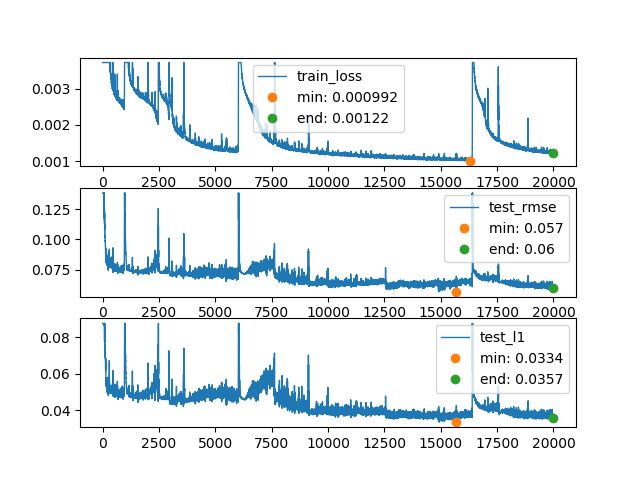 train_loss
min: 0.000992
end: 0.00122
0.003
0.002
0.001
0 2500 5000 7500 10000 12500 15000 17500 20000
test_rmse
min: 0.057
end: 0.06
0.125
0.100
0.075
0 2500 5000 7500 10000 12500 15000 17500 20000
test_l1
min: 0.0334
end: 0.0357
0.08
0.06
0.04
0 2500 5000 7500 10000 12500 15000 17500 20000